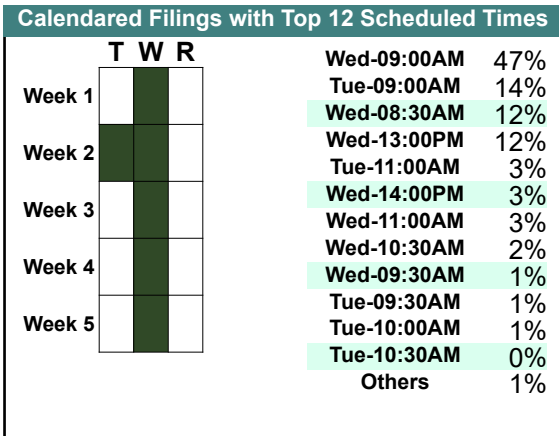 Calendared Filings with Top 12 Scheduled Times
T W R
Week 1
Week 2
Week 3
Week 4
Week 5
Wed-09:00AM 47%
Tue-09:00AM 14%
Wed-08:30AM 12%
Wed-13:00PM 12%
Tue-11:00AM 3%
Wed-14:00PM 3%
Wed-11:00AM 3%
Wed-10:30AM 2%
Wed-09:30AM 1%
Tue-09:30AM 1%
Tue-10:00AM 1%
Tue-10:30AM 0%
Others 1%